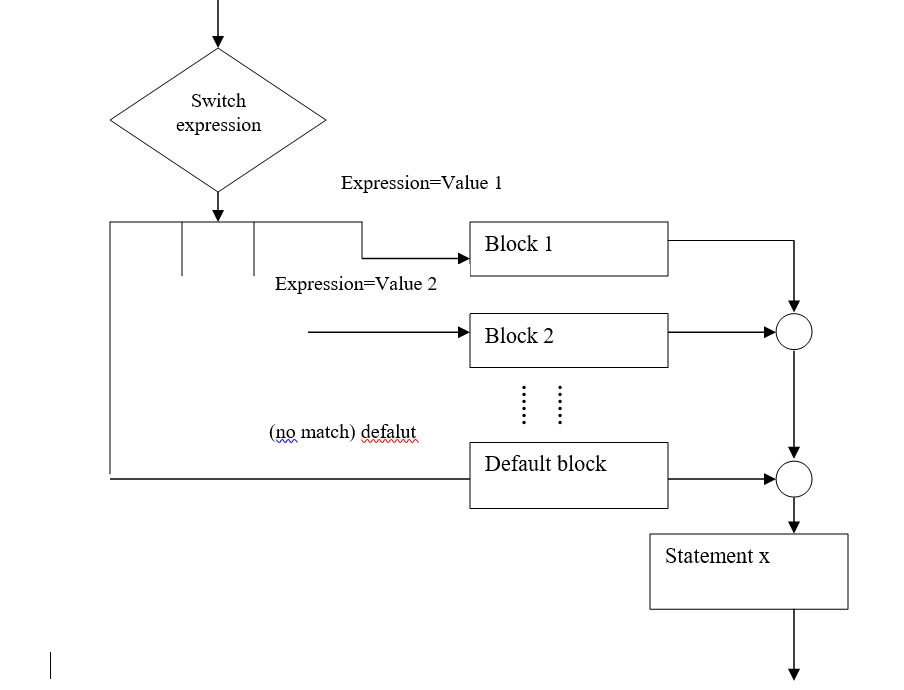 Switch
expression
Expression=Value 1
Block 1
Expression=Value 2
Block 2
(no match) defalut
Default block
Statement x